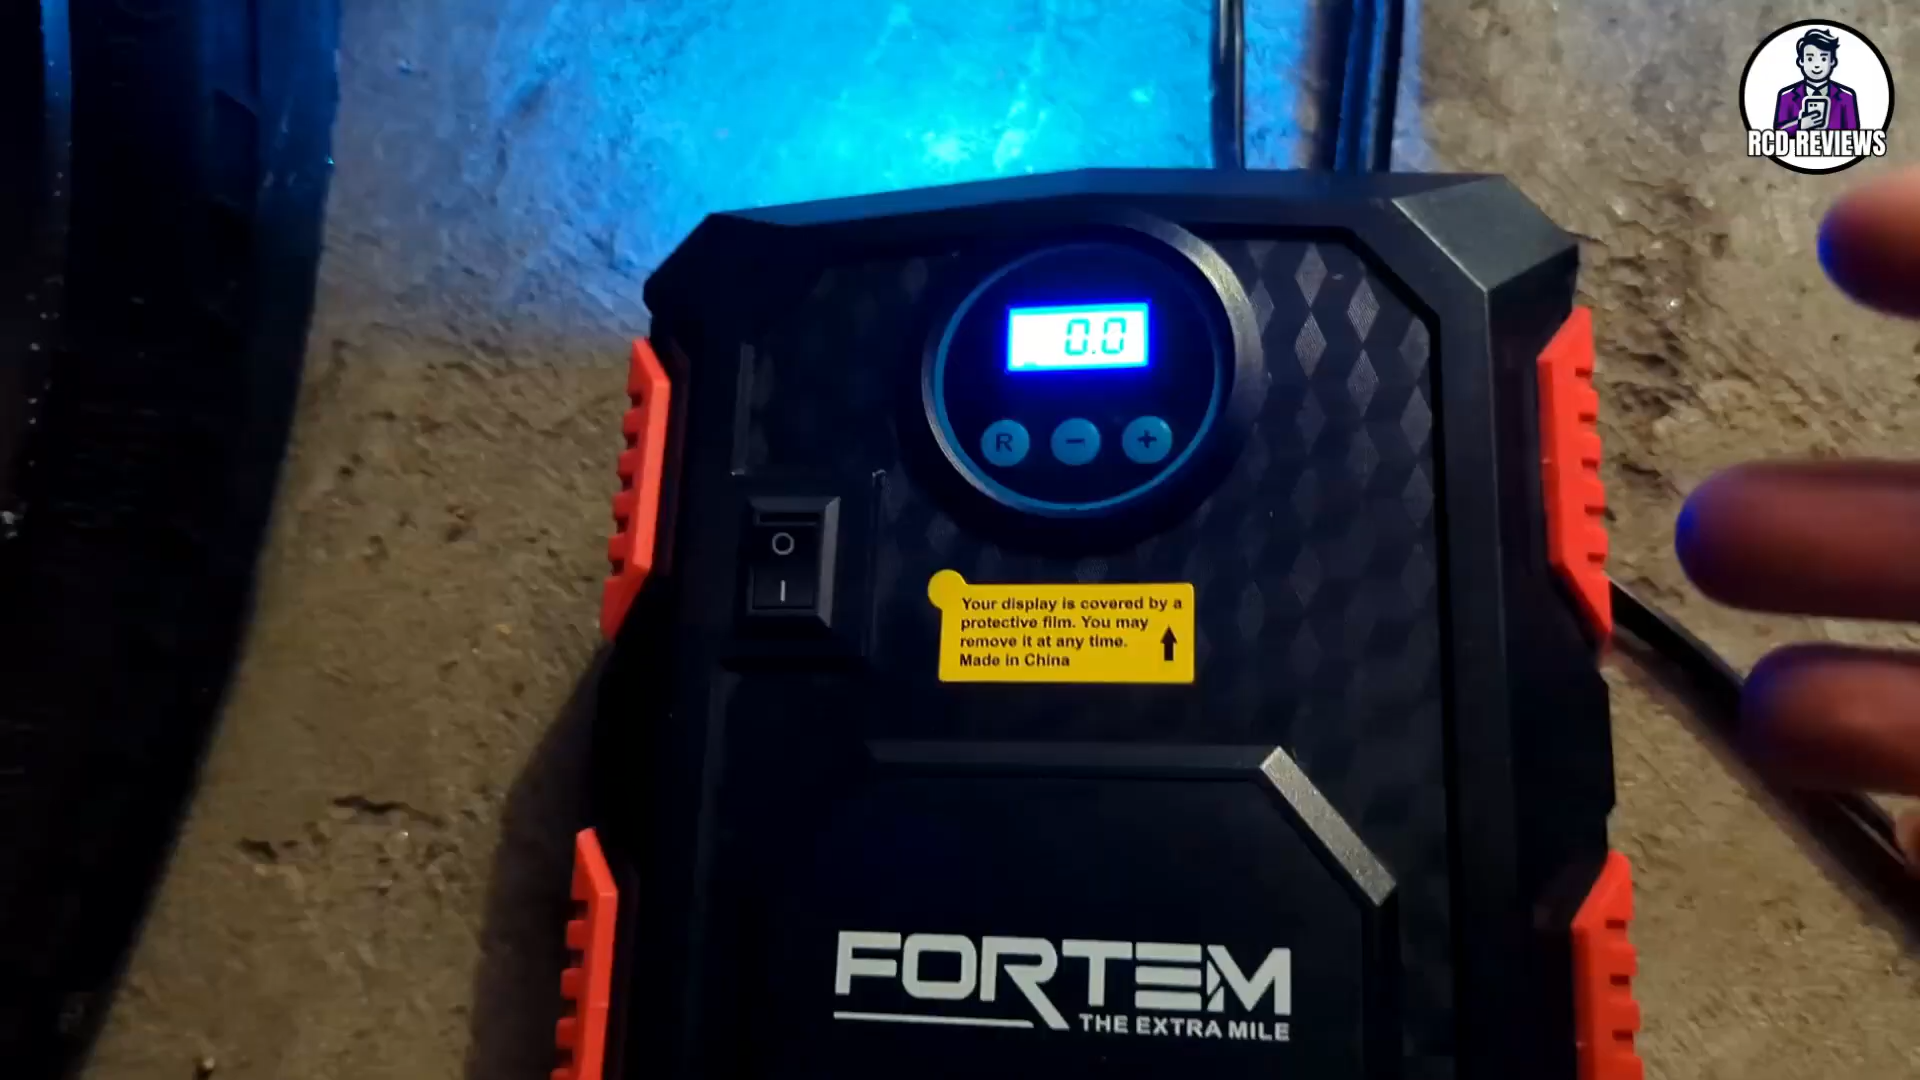 RCD REVIEWS
0.0
R - +
O
I
Your display is covered by a
protective film. You may
remove it at any time.
Made in China
FORTEM
THE EXTRA MILE